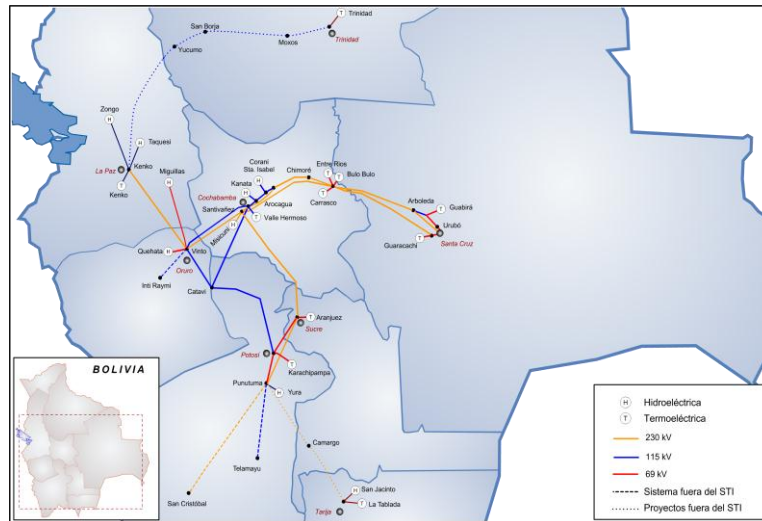 Trinidad
T
San Borja
Moxos
Trinidad
Yucumo
Zongo
H
Taquesi
H
La Paz
Kenko
T
Kenko
Miguillas
H
Corani
Sta. Isabel
H
Kanata
H
Cochabamba
Arocagua
Santivañez
T
Valle Hermoso
H
Misicuni
Chimoré
Entre Rios
T
T
Bulo Bulo
T
Carrasco
Arboleda
T
Guabirá
Urubó
Guaracachi
T
Santa Cruz
Quehata
H
Vinto
Oruro
Inti Raymi
Catavi
T
Aranjuez
Sucre
Potosí
T
Karachipampa
Punutuma
H
Yura
Camargo
Telamayu
San Cristóbal
H
San Jacinto
T
La Tablada
Tarija
BOLIVIA
H Hidroeléctrica
T Termoeléctrica
230 kV
115 kV
69 kV
Sistema fuera del STI
Proyectos fuera del STI